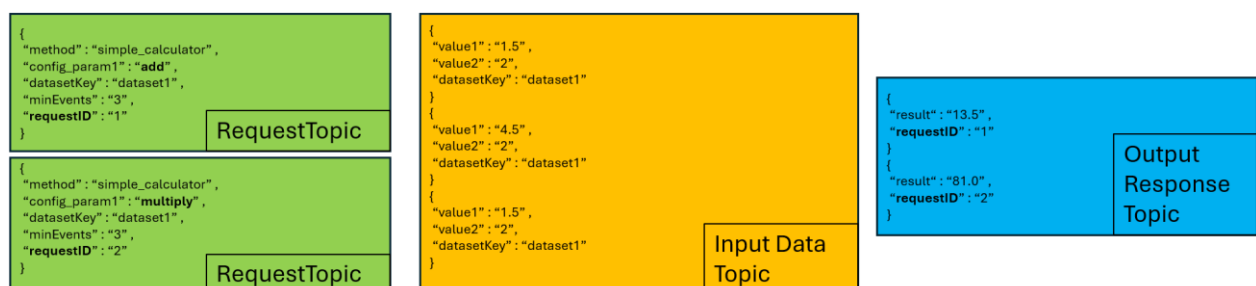 {
"method" : "simple_calculator" ,
"config_param1" : "add" ,
"datasetKey" : "dataset1" ,
"minEvents" : "3" ,
"requestID" : "1"
}
RequestTopic
{
"method" : "simple_calculator" ,
"config_param1" : "multiply" ,
"datasetKey" : "dataset1" ,
"minEvents" : "3" ,
"requestID" : "2"
}
RequestTopic
{
"value1" : "1.5" ,
"value2" : "2",
"datasetKey" : "dataset1"
}
{
"value1" : "4.5" ,
"value2" : "2",
"datasetKey" : "dataset1"
}
{
"value1" : "1.5" ,
"value2" : "2",
"datasetKey" : "dataset1"
}
Input Data
Topic
{
"result" : "13.5" ,
"requestID" : "1"
}
{
"result" : "81.0" ,
"requestID" : "2"
}
Output
Response
Topic